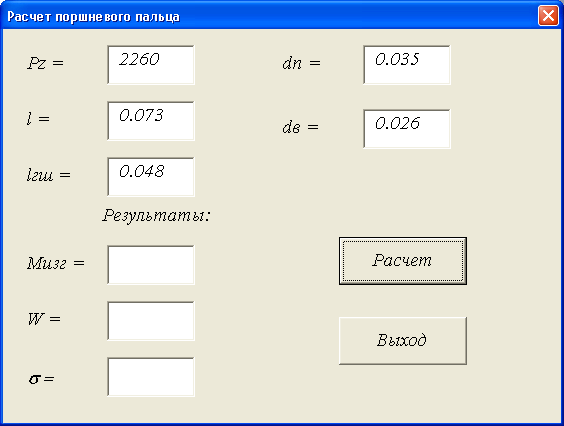 Расчет поршневого пальца
Pz = 2260 dп = 0.035
l = 0.073 dв = 0.026
lгш = 0.048
Результаты:
Mизг = Расчет
W = Выход
σ =